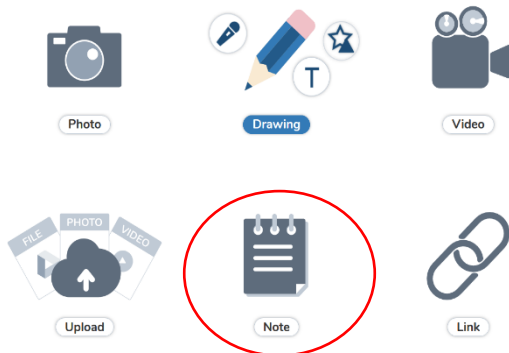 T
Photo
Drawing
Video
FILE
PHOTO
VIDEO
Upload
Note
Link